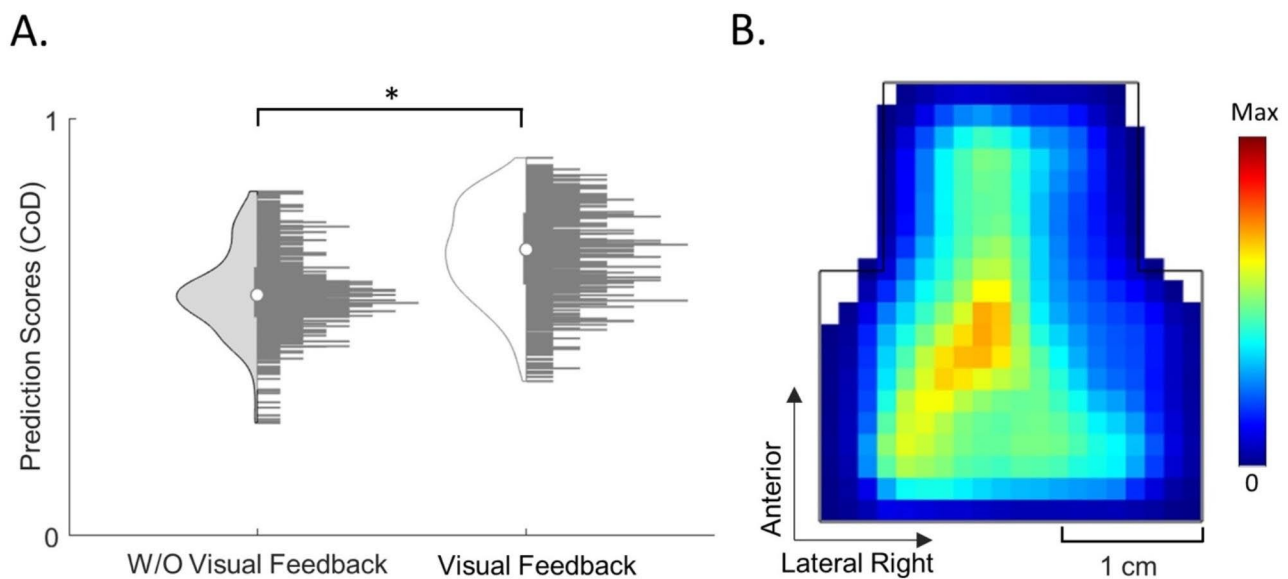 A.
B.
*
1
Prediction Scores (CoD)
0
W/O Visual Feedback
Visual Feedback
Max
0
Anterior
Lateral Right
1 cm